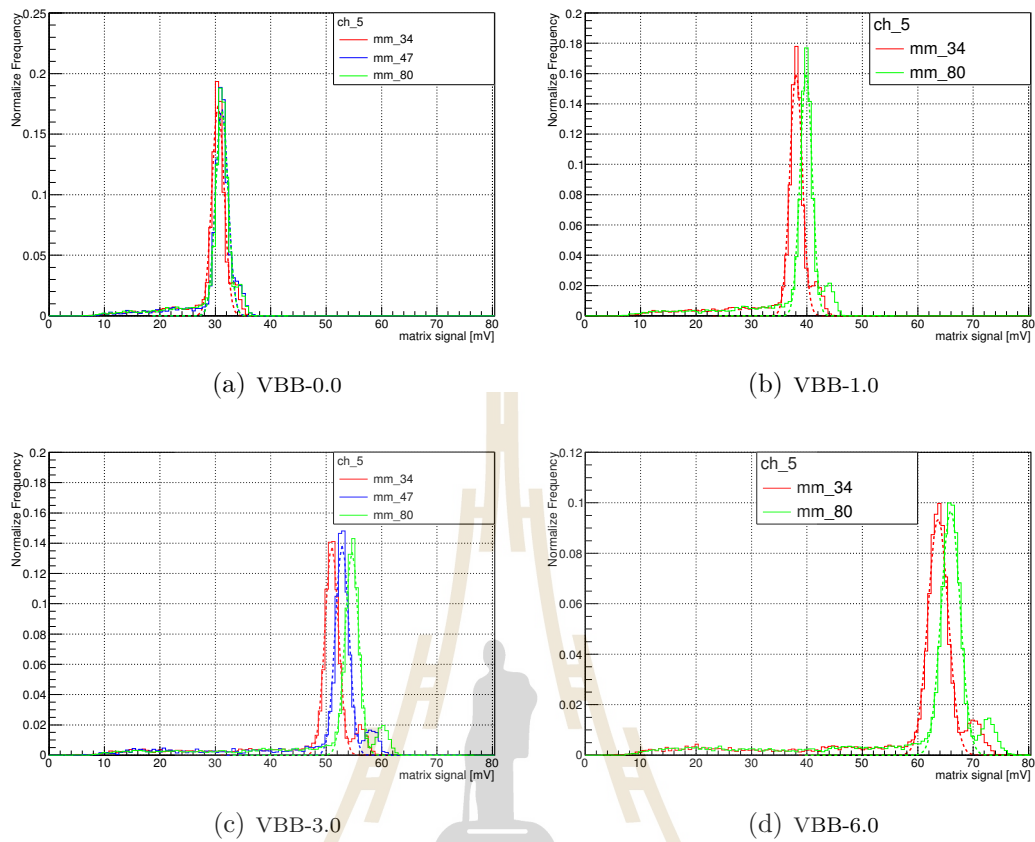 Normalize Frequency
0.25
0.2
0.15
0.1
0.05
0
ch_5
mm_34
mm_47
mm_80
0 10 20 30 40 50 60 70 80
matrix signal [mV]
(a) VBB-0.0
Normalize Frequency
0.2
0.18
0.16
0.14
0.12
0.1
0.08
0.06
0.04
0.02
0
ch_5
mm_34
mm_80
0 10 20 30 40 50 60 70 80
matrix signal [mV]
(b) VBB-1.0
Normalize Frequency
0.2
0.18
0.16
0.14
0.12
0.1
0.08
0.06
0.04
0.02
0
ch_5
mm_34
mm_47
mm_80
0 10 20 30 40 50 60 70 80
matrix signal [mV]
(c) VBB-3.0
Normalize Frequency
0.12
0.1
0.08
0.06
0.04
0.02
0
ch_5
mm_34
mm_80
0 10 20 30 40 50 60 70 80
matrix signal [mV]
(d) VBB-6.0